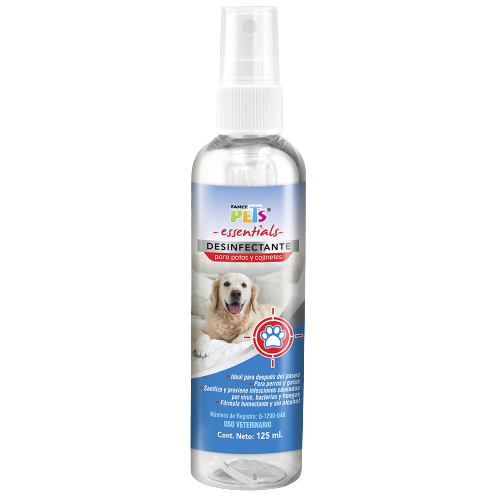 FANCY
PETS®
- essentials -
DESINFECTANTE
para patas y cojinetes
- Ideal para después del paseo
- Para perros y gatos
- Sanitiza y previene infecciones causadas
por virus, bacterias y hongos
- Fórmula humectante y sin alcohol
Número de Registro: Q-7290-046
USO VETERINARIO
Cont. Neto: 125 ml.